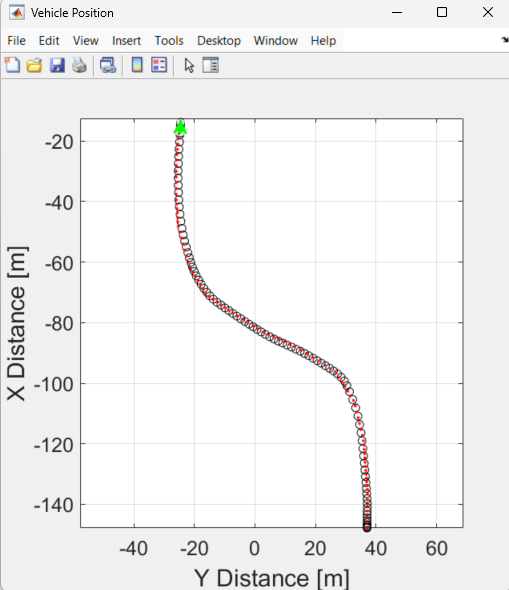 Vehicle Position
File Edit View Insert Tools Desktop Window Help
-20
-40
-60
-80
-100
-120
-140
X Distance [m]
-40 -20 0 20 40 60
Y Distance [m]